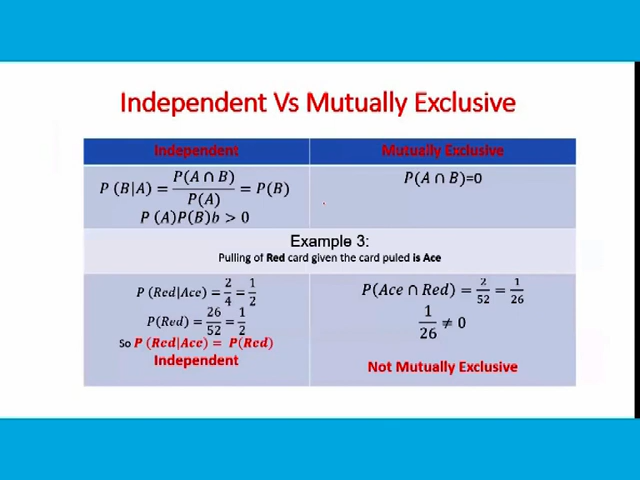 Independent Vs Mutually Exclusive
Independent
Mutually Exclusive
P (B|A) = P(A ∩ B)/P(A) = P(B)
P (A)P(B)b > 0
P(A ∩ B)=0
Example 3:
Pulling of Red card given the card puled is Ace
P (Red|Ace) = 2/4 = 1/2
P(Red) = 26/52 = 1/2
So P (Red|Ace) = P(Red)
Independent
P(Ace ∩ Red) = 2/52 = 1/26
1/26 ≠ 0
Not Mutually Exclusive